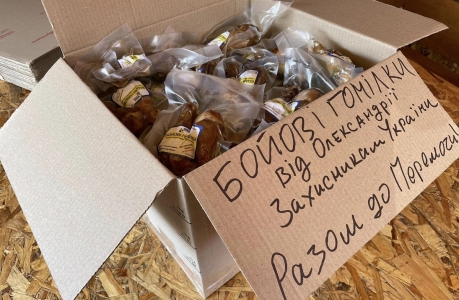 БОЙОВІ ГОМІЛКИ
від Олександрії
Захисникам України
Разом до Перемоги!